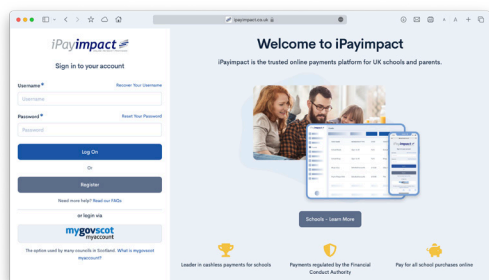 ipayimpact.co.uk
iPayimpact
Sign in to your account
Username *
Recover Your Username
Username
Password *
Reset Your Password
Password
Log On
Or
Register
Need more help? Read our FAQs
or login via
mygovscot
myaccount
The option used by many councils in Scotland. What is mygovscot
myaccount?
Welcome to iPayimpact
iPayimpact is the trusted online payments platform for UK schools and parents.
Schools - Learn More
Leader in cashless payments for schools
Payments regulated by the Financial
Conduct Authority
Pay for all school purchases online